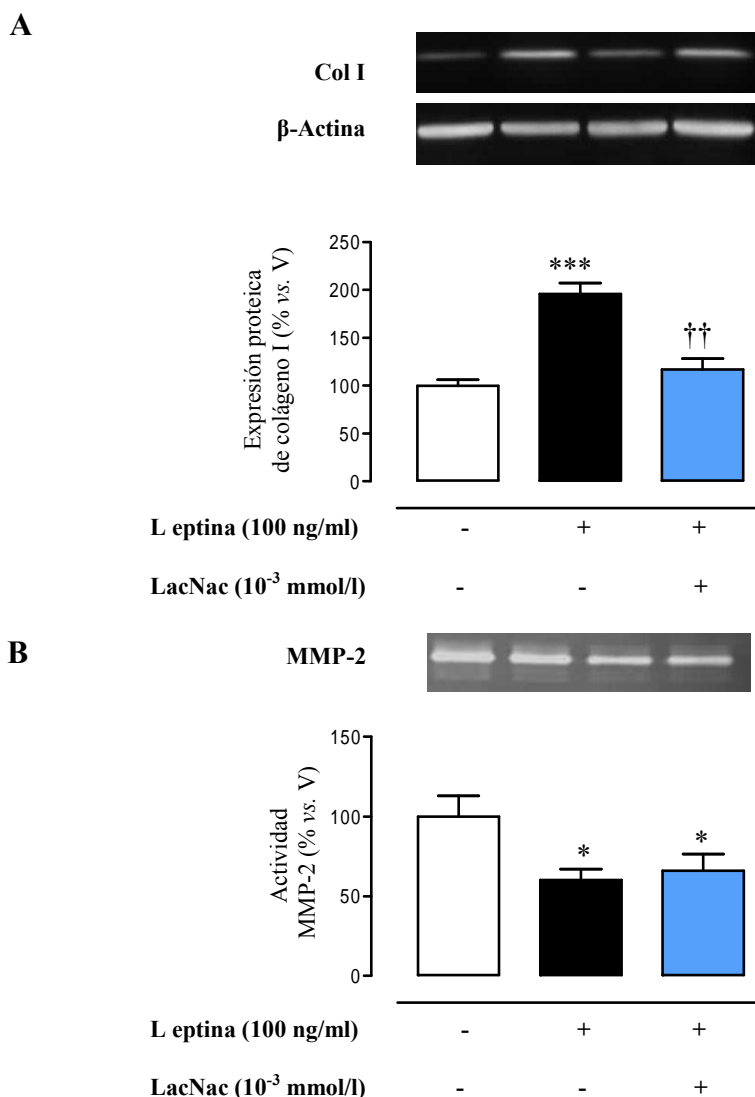 A
Col I
β-Actina
Expresión proteica
de colágeno I (% vs. V)
250
200
150
100
50
0
***
††
L eptina (100 ng/ml) - + +
LacNac (10⁻³ mmol/l) - - +
B
MMP-2
Actividad
MMP-2 (% vs. V)
150
100
50
0
*
*
L eptina (100 ng/ml) - + +
LacNac (10⁻³ mmol/l) - - +